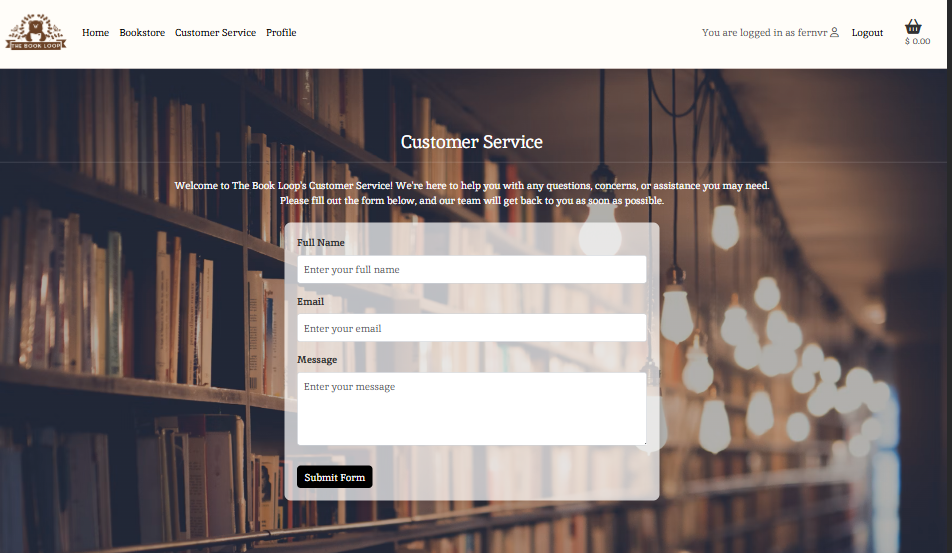 THE BOOK LOOP
Home Bookstore Customer Service Profile
You are logged in as fernvr Logout
$ 0.00
Customer Service
Welcome to The Book Loop's Customer Service! We're here to help you with any questions, concerns, or assistance you may need.
Please fill out the form below, and our team will get back to you as soon as possible.
Full Name
Enter your full name
Email
Enter your email
Message
Enter your message
Submit Form